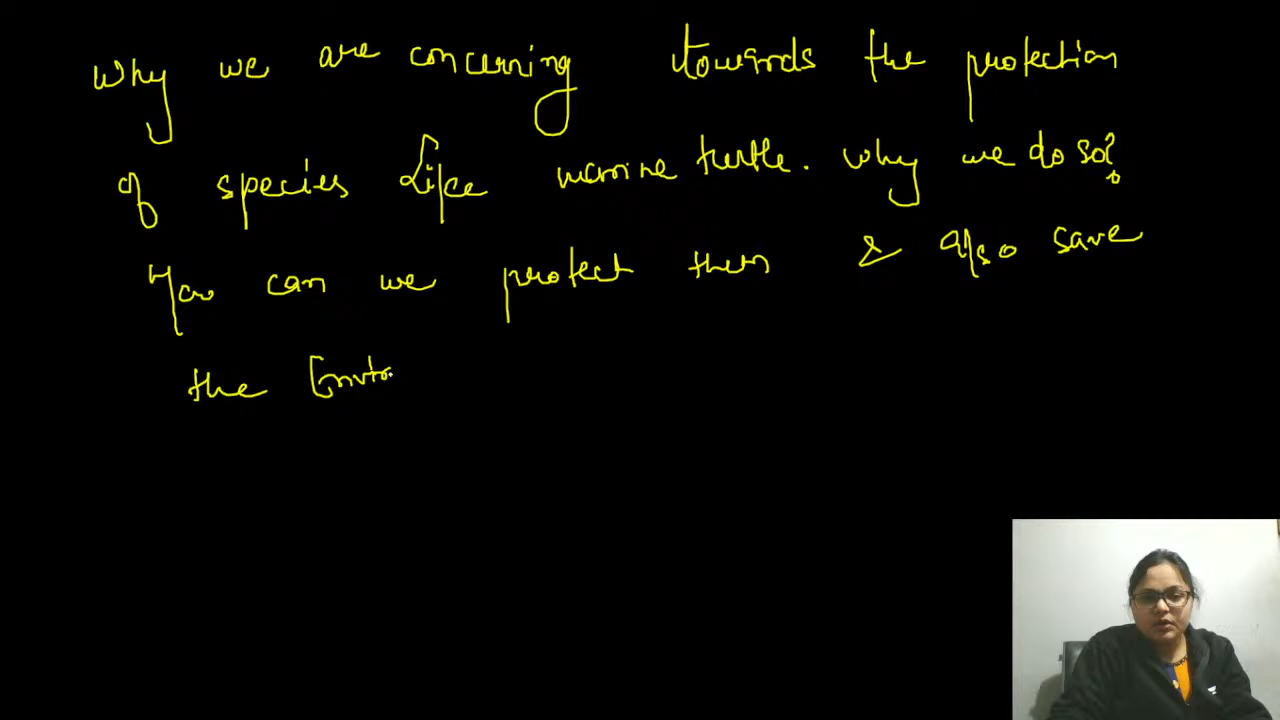 Why we are concerning towards the protection
of species like marine turtle. Why we do so?
How can we protect them & also save
the Enviro